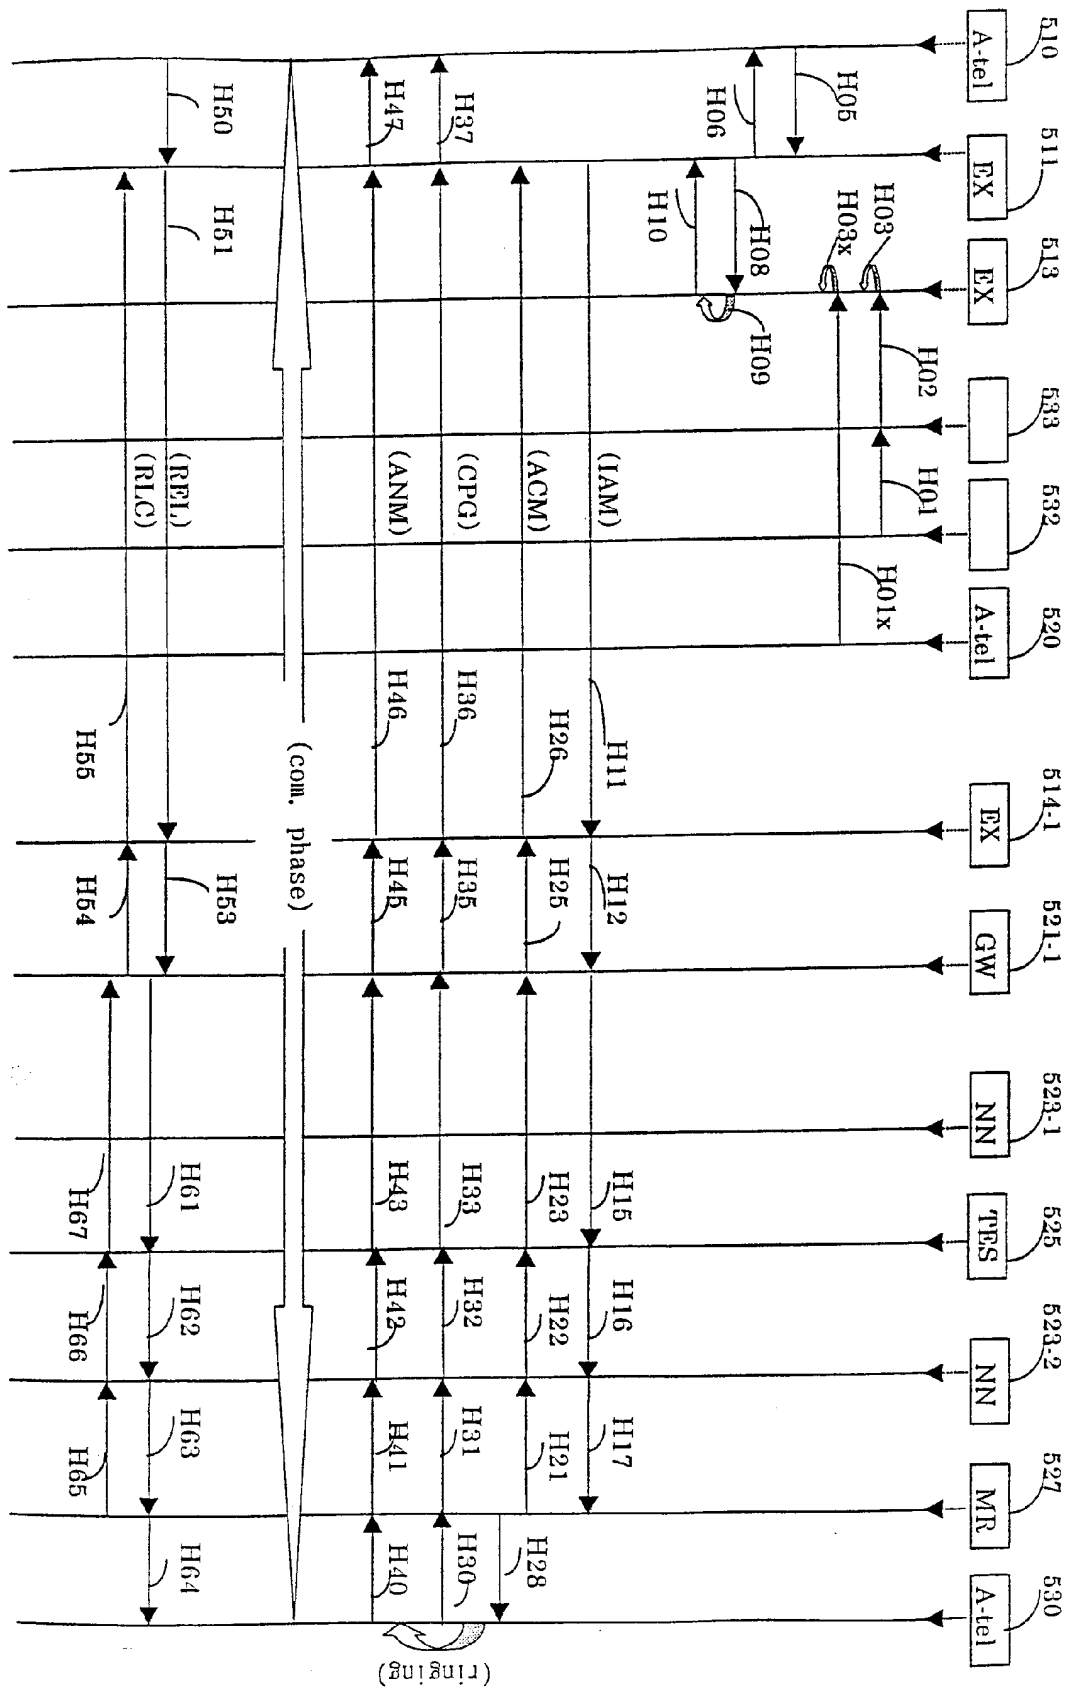 510
511
513
533
532
520
514-1
521-1
523-1
525
523-2
527
530
A-tel
EX
EX
A-tel
EX
GW
NN
TES
NN
MR
A-tel
H01
H02
H03
H01x
H03x
H05
H06
H08
H09
H10
(IAM)
H11
H12
H15
H16
H17
(ACM)
H26
H25
H23
H22
H21
H28
(ringing)
H37
(CPG)
H36
H35
H33
H32
H31
H30
H47
(ANM)
H46
H45
H43
H42
H41
H40
(com. phase)
H50
H51
(REL)
H53
H61
H62
H63
H64
(RLC)
H55
H54
H67
H66
H65